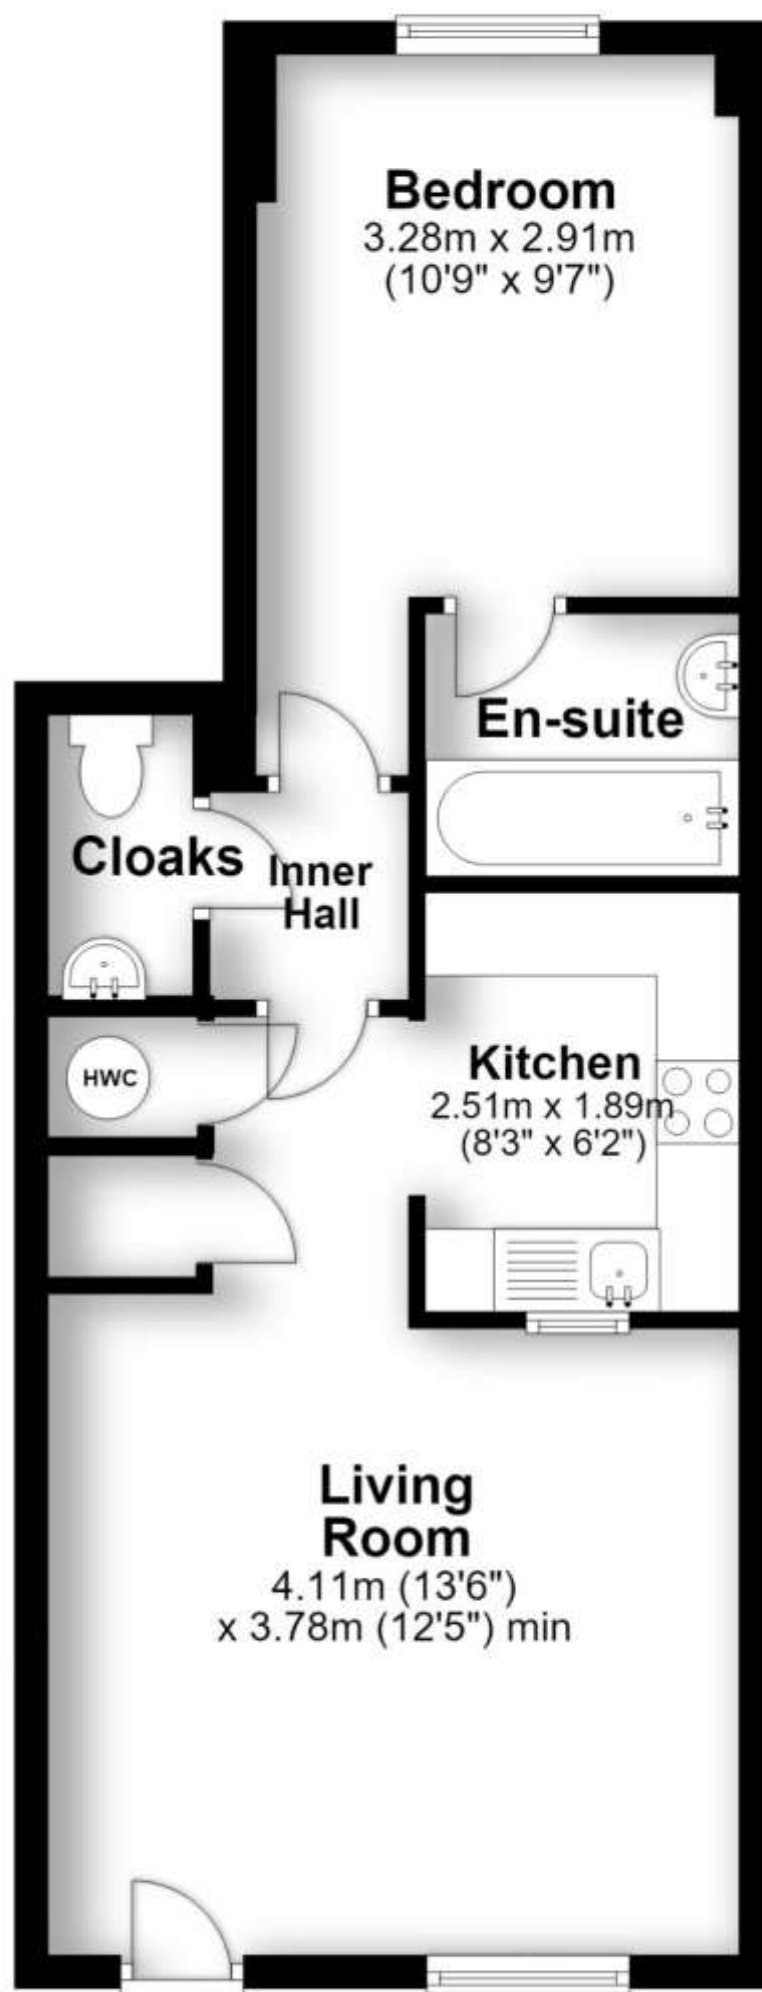 Bedroom
3.28m x 2.91m
(10'9" x 9'7")
En-suite
Cloaks
Inner
Hall
HWC
Kitchen
2.51m x 1.89m
(8'3" x 6'2")
Living
Room
4.11m (13'6")
x 3.78m (12'5") min